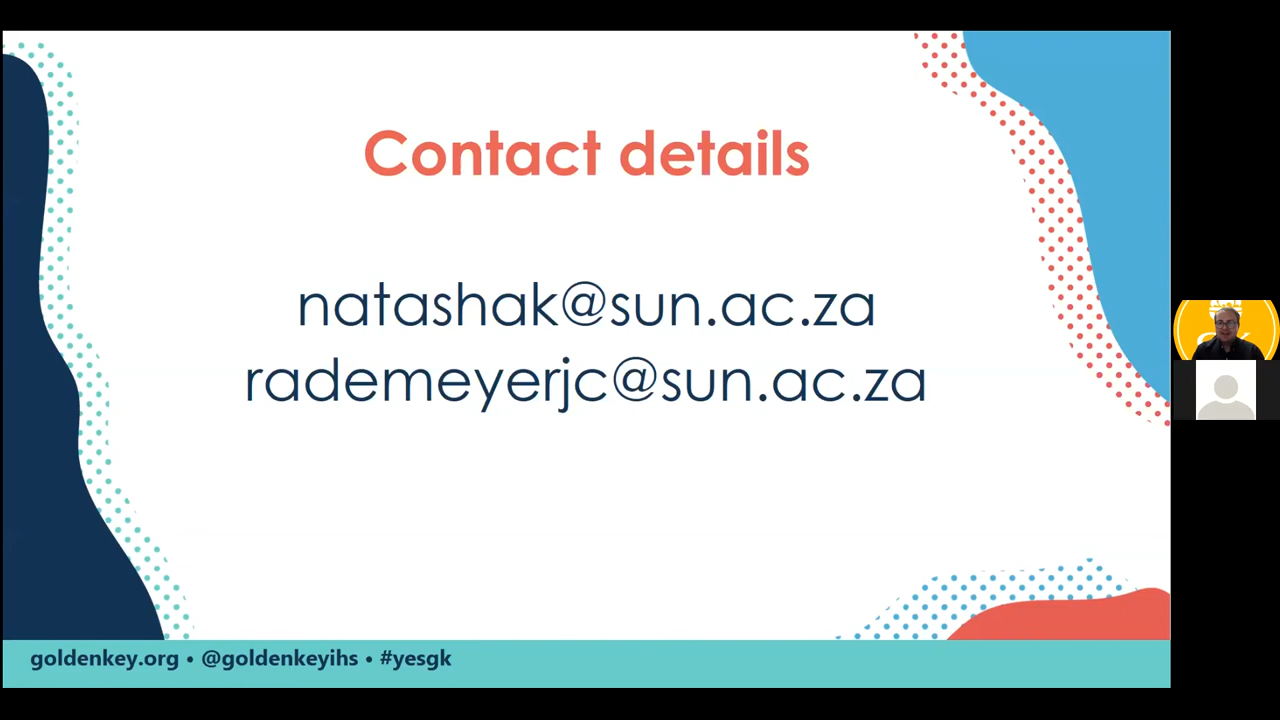 Contact details
natashak@sun.ac.za
rademeyerjc@sun.ac.za
goldenkey.org • @goldenkeyihs • #yesgk